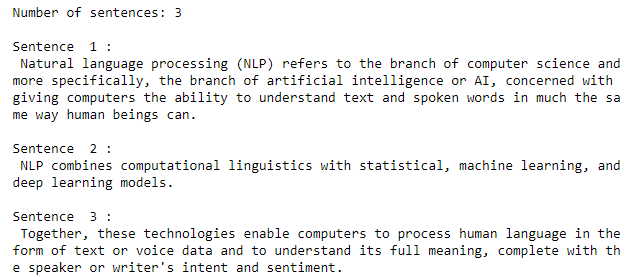 Number of sentences: 3
Sentence  1 :
 Natural language processing (NLP) refers to the branch of computer science and
more specifically, the branch of artificial intelligence or AI, concerned with
giving computers the ability to understand text and spoken words in much the sa
me way human beings can.
Sentence  2 :
 NLP combines computational linguistics with statistical, machine learning, and
deep learning models.
Sentence  3 :
 Together, these technologies enable computers to process human language in the
form of text or voice data and to understand its full meaning, complete with th
e speaker or writer's intent and sentiment.